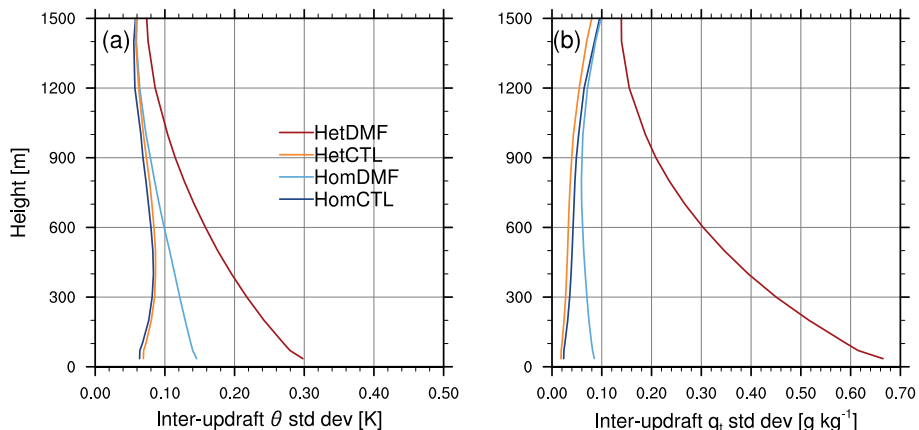 (a)
1500
1200
900
600
300
0
Height [m]
HetDMF
HetCTL
HomDMF
HomCTL
0.00 0.10 0.20 0.30 0.40 0.50
Inter-updraft θ std dev [K]
(b)
1500
1200
900
600
300
0
0.00 0.10 0.20 0.30 0.40 0.50 0.60 0.70
Inter-updraft qt std dev [g kg-1]